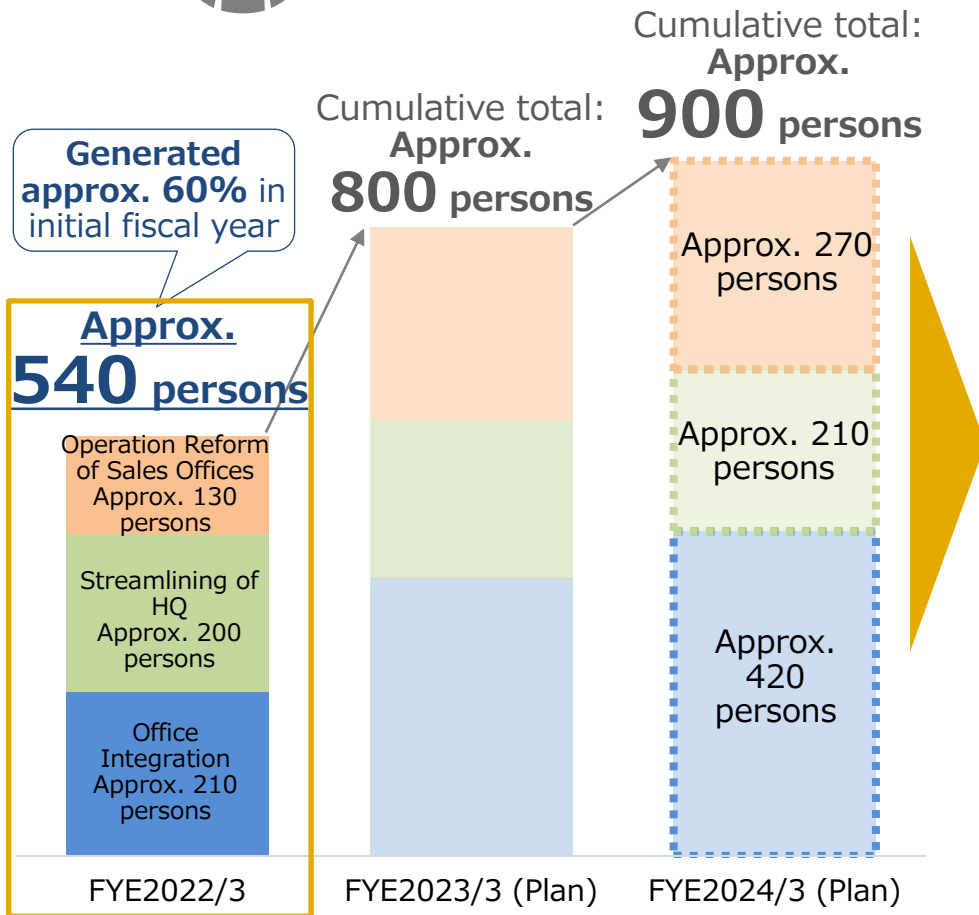 Cumulative total:
Approx.
900 persons
Cumulative total:
Approx.
800 persons
Generated
approx. 60% in
initial fiscal year
Approx.
540 persons
Operation Reform
of Sales Offices
Approx. 130
persons
Streamlining of
HQ
Approx. 200
persons
Office
Integration
Approx. 210
persons
Approx. 270
persons
Approx. 210
persons
Approx.
420
persons
FYE2022/3
FYE2023/3 (Plan)
FYE2024/3 (Plan)